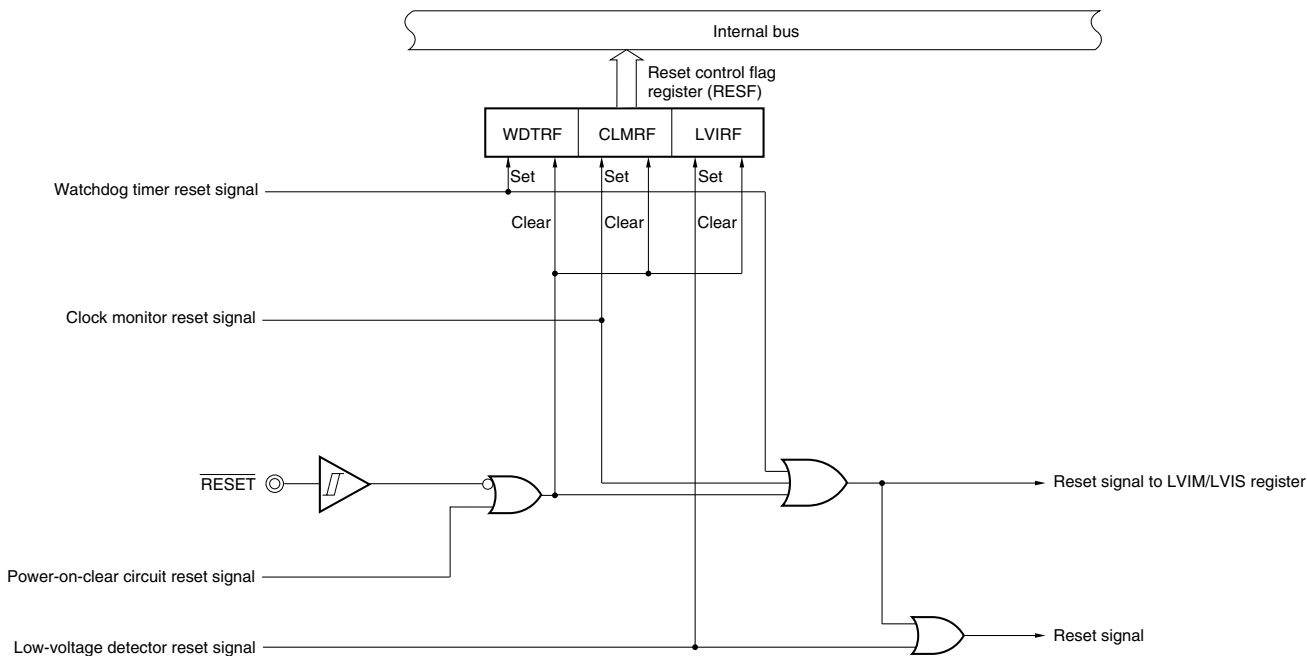 Internal bus
Reset control flag
register (RESF)
WDTRF CLMRF LVIRF
Set Set Set
Watchdog timer reset signal
Clear Clear Clear
Clock monitor reset signal
RESET
Reset signal to LVIM/LVIS register
Power-on-clear circuit reset signal
Reset signal
Low-voltage detector reset signal